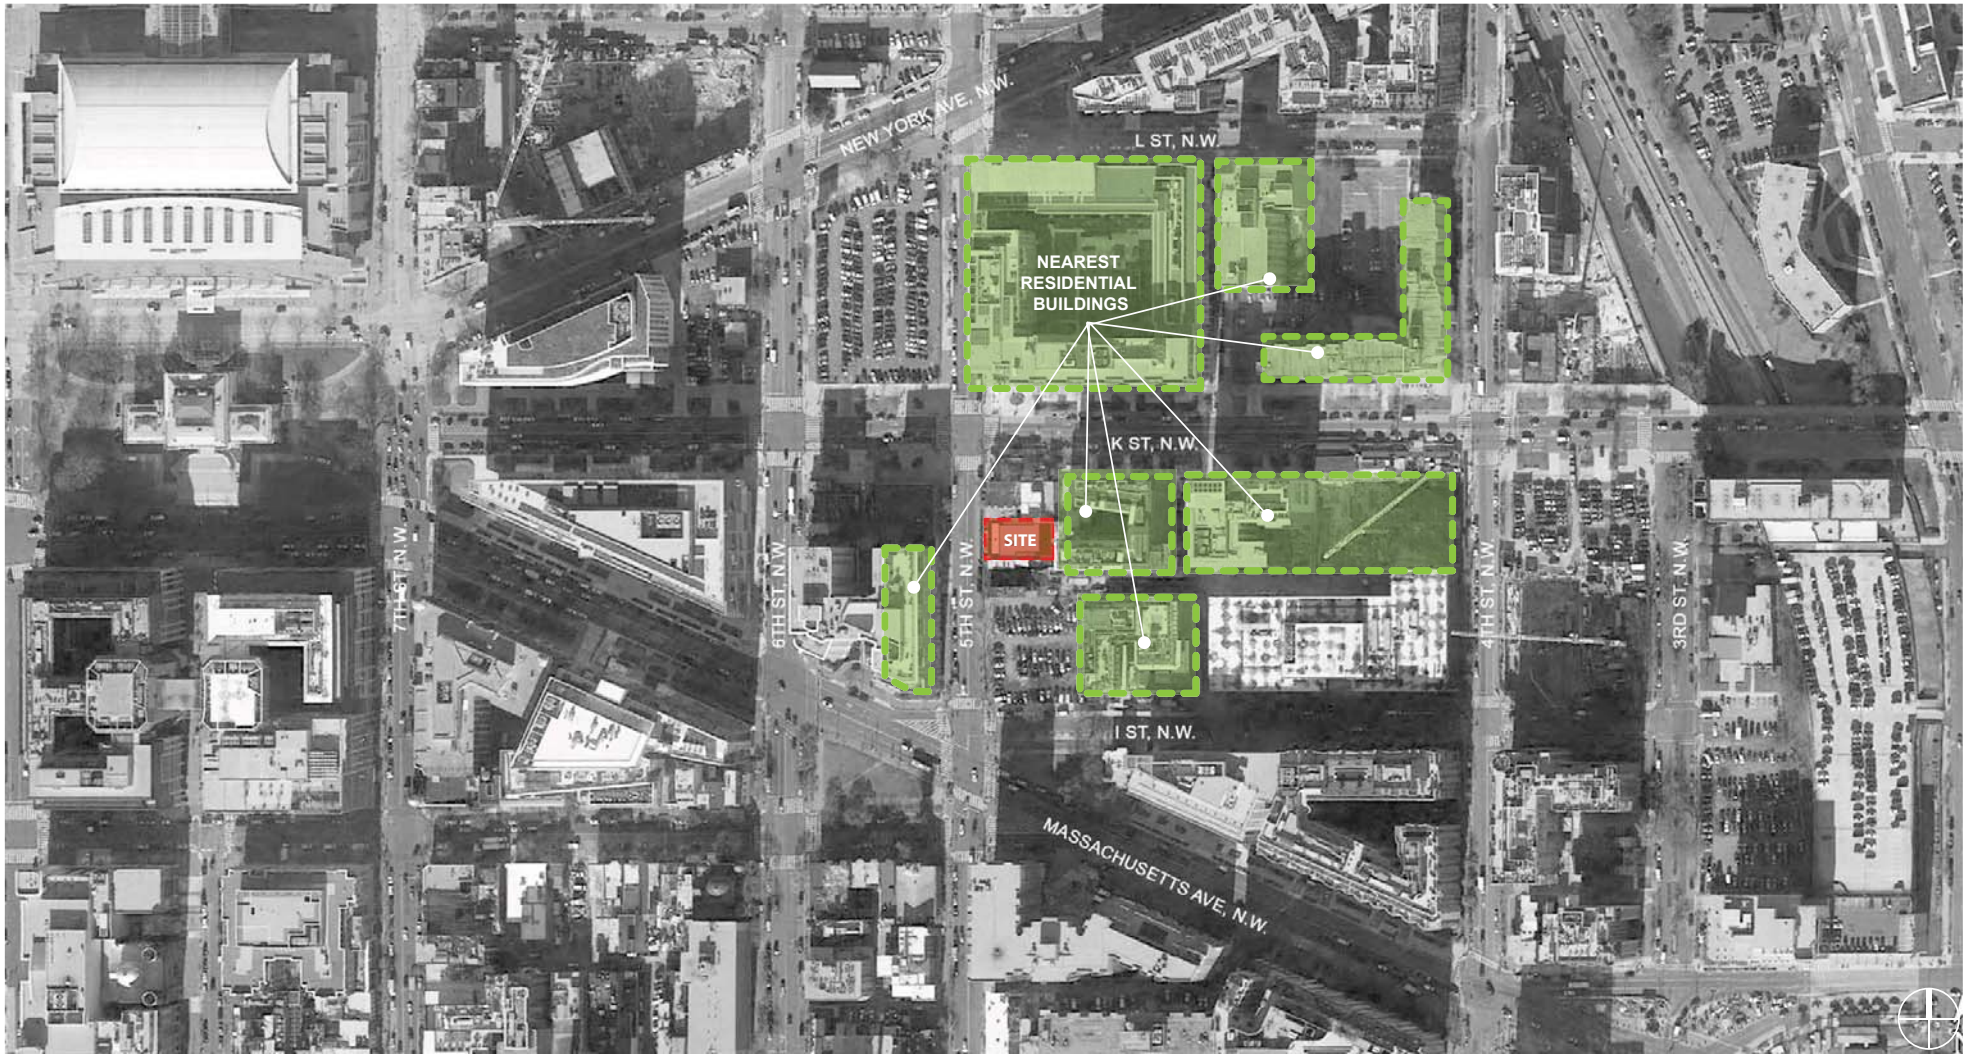 NEW YORK AVE, N.W.
L ST, N.W.
NEAREST
RESIDENTIAL
BUILDINGS
K ST, N.W.
SITE
7TH ST, N.W.
6TH ST, N.W.
5TH ST, N.W.
4TH ST, N.W.
3RD ST, N.W.
I ST, N.W.
MASSACHUSETTS AVE, N.W.